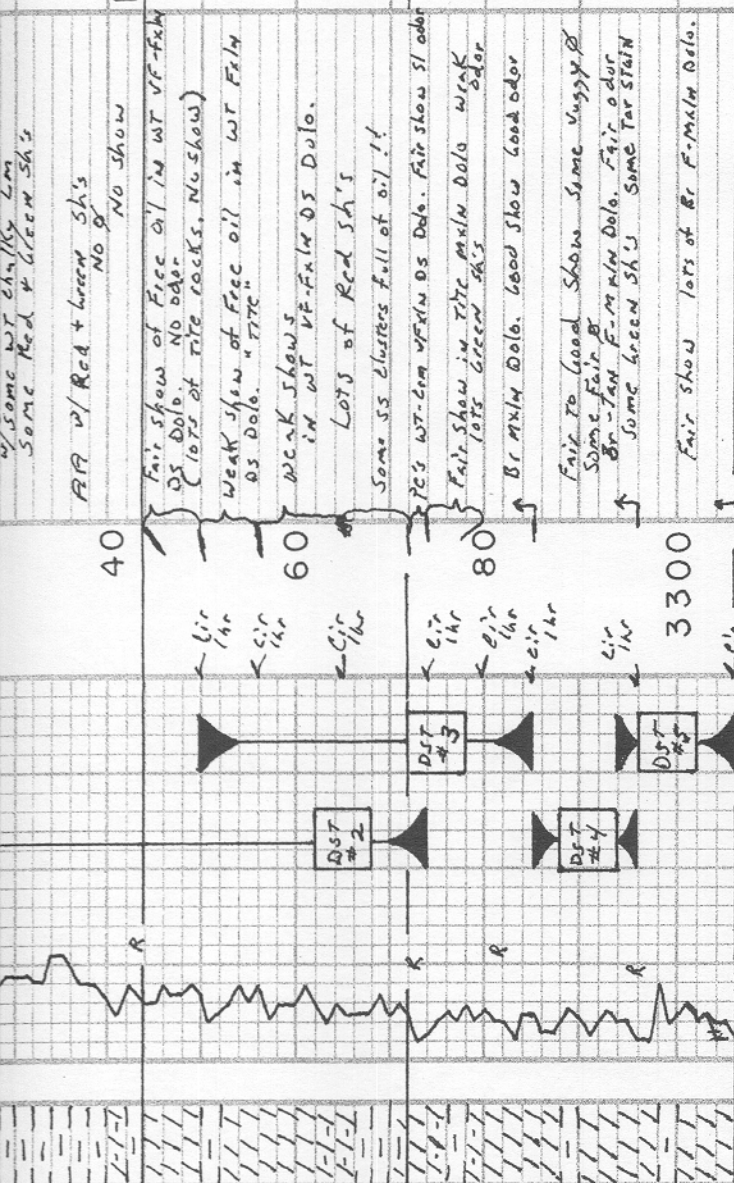 w/ some WT chalky Lm
Some Red & Green Sh's
AA w/ Red + Green Sh's
NO Ø
NO Show
Fair show of Free oil in WT VF-FxlN
DS Dolo. NO odor
(LOTS of TITE rocks, No show)
Weak show of Free oil in WT FxlN
DS Dolo. "TITE"
Weak Shows
in WT VF-FxlN DS Dolo.
LOTS of Red Sh's
Some SS clusters full of oil !!
PC's WT-Crm VFxlN DS Dolo. Fair show Sl odor
Fair Show in TITE MxlN Dolo weak
odor
lots Green Sh's
Br MxlN Dolo. Good Show Good odor
Fair to Good Show Some Vuggy Ø
Some Fair Ø
Br-TAN F-MxlN Dolo. Fair odor
Some Green Sh's Some Tar STAIN
Fair Show lots of Br F-MxlN Dolo.
40
60
80
3300
Cir
1hr
Cir
1hr
Cir
1hr
Cir
1hr
Cir
1hr
Cir
1hr
Cir
1hr
DST
#3
DST
#5
DST
#2
DST
#4
R
R
R
R